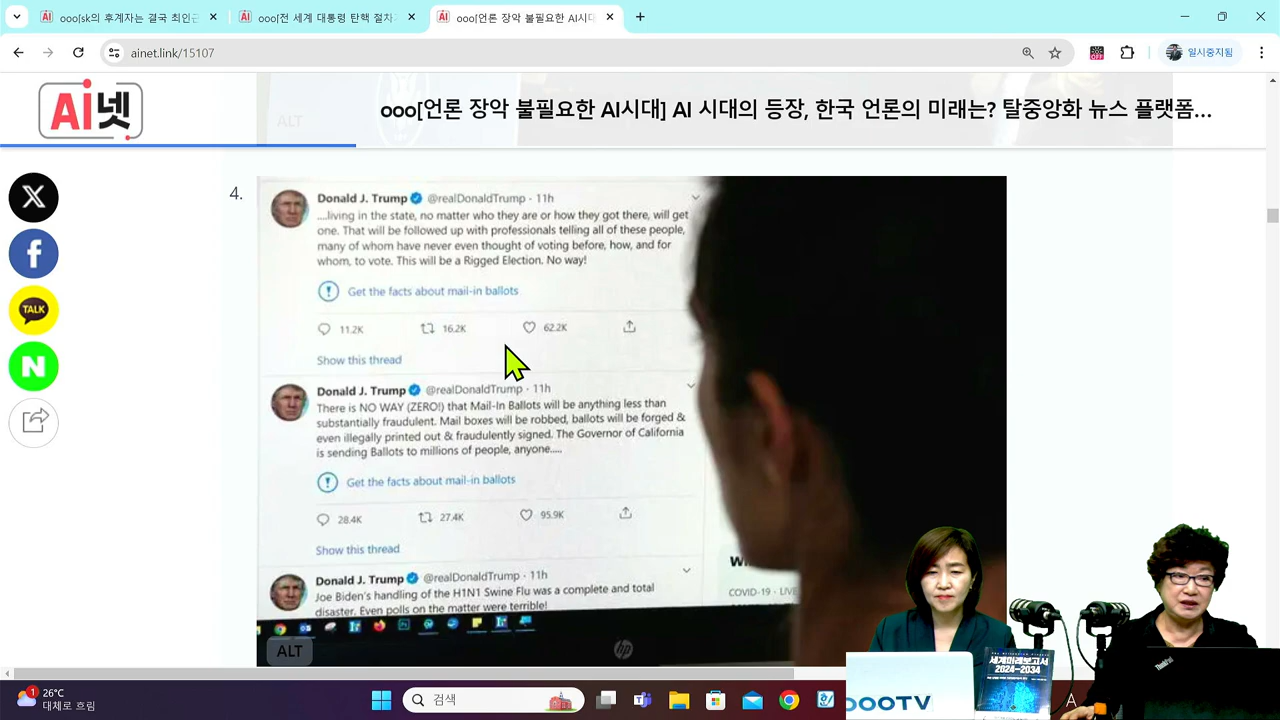 ooo[sk의 후계자는 결국 최인근
ooo[전 세계 대통령 탄핵 절차
ooo[언론 장악 불필요한 AI시대
ainet.link/15107
OFF
일시중지됨
Ai넷
ooo[언론 장악 불필요한 AI시대] AI 시대의 등장, 한국 언론의 미래는? 탈중앙화 뉴스 플랫폼...
ALT
TALK
N
4.
Donald J. Trump @realDonaldTrump · 11h
....living in the state, no matter who they are or how they got there, will get
one. That will be followed up with professionals telling all of these people,
many of whom have never even thought of voting before, how, and for
whom, to vote. This will be a Rigged Election. No way!
Get the facts about mail-in ballots
11.2K 16.2K 62.2K
Show this thread
Donald J. Trump @realDonaldTrump · 11h
There is NO WAY (ZERO!) that Mail-In Ballots will be anything less than
substantially fraudulent. Mail boxes will be robbed, ballots will be forged &
even illegally printed out & fraudulently signed. The Governor of California
is sending Ballots to millions of people, anyone.....
Get the facts about mail-in ballots
28.4K 27.4K 95.9K
Show this thread
Donald J. Trump @realDonaldTrump · 11h
Joe Biden's handling of the H1N1 Swine Flu was a complete and total
disaster. Even polls on the matter were terrible!
COVID-19 · LIVE
hp
ALT
세계미래보고서
2024-2034
ThinkPad
oooTV
1
26°C
대체로 흐림
검색
A